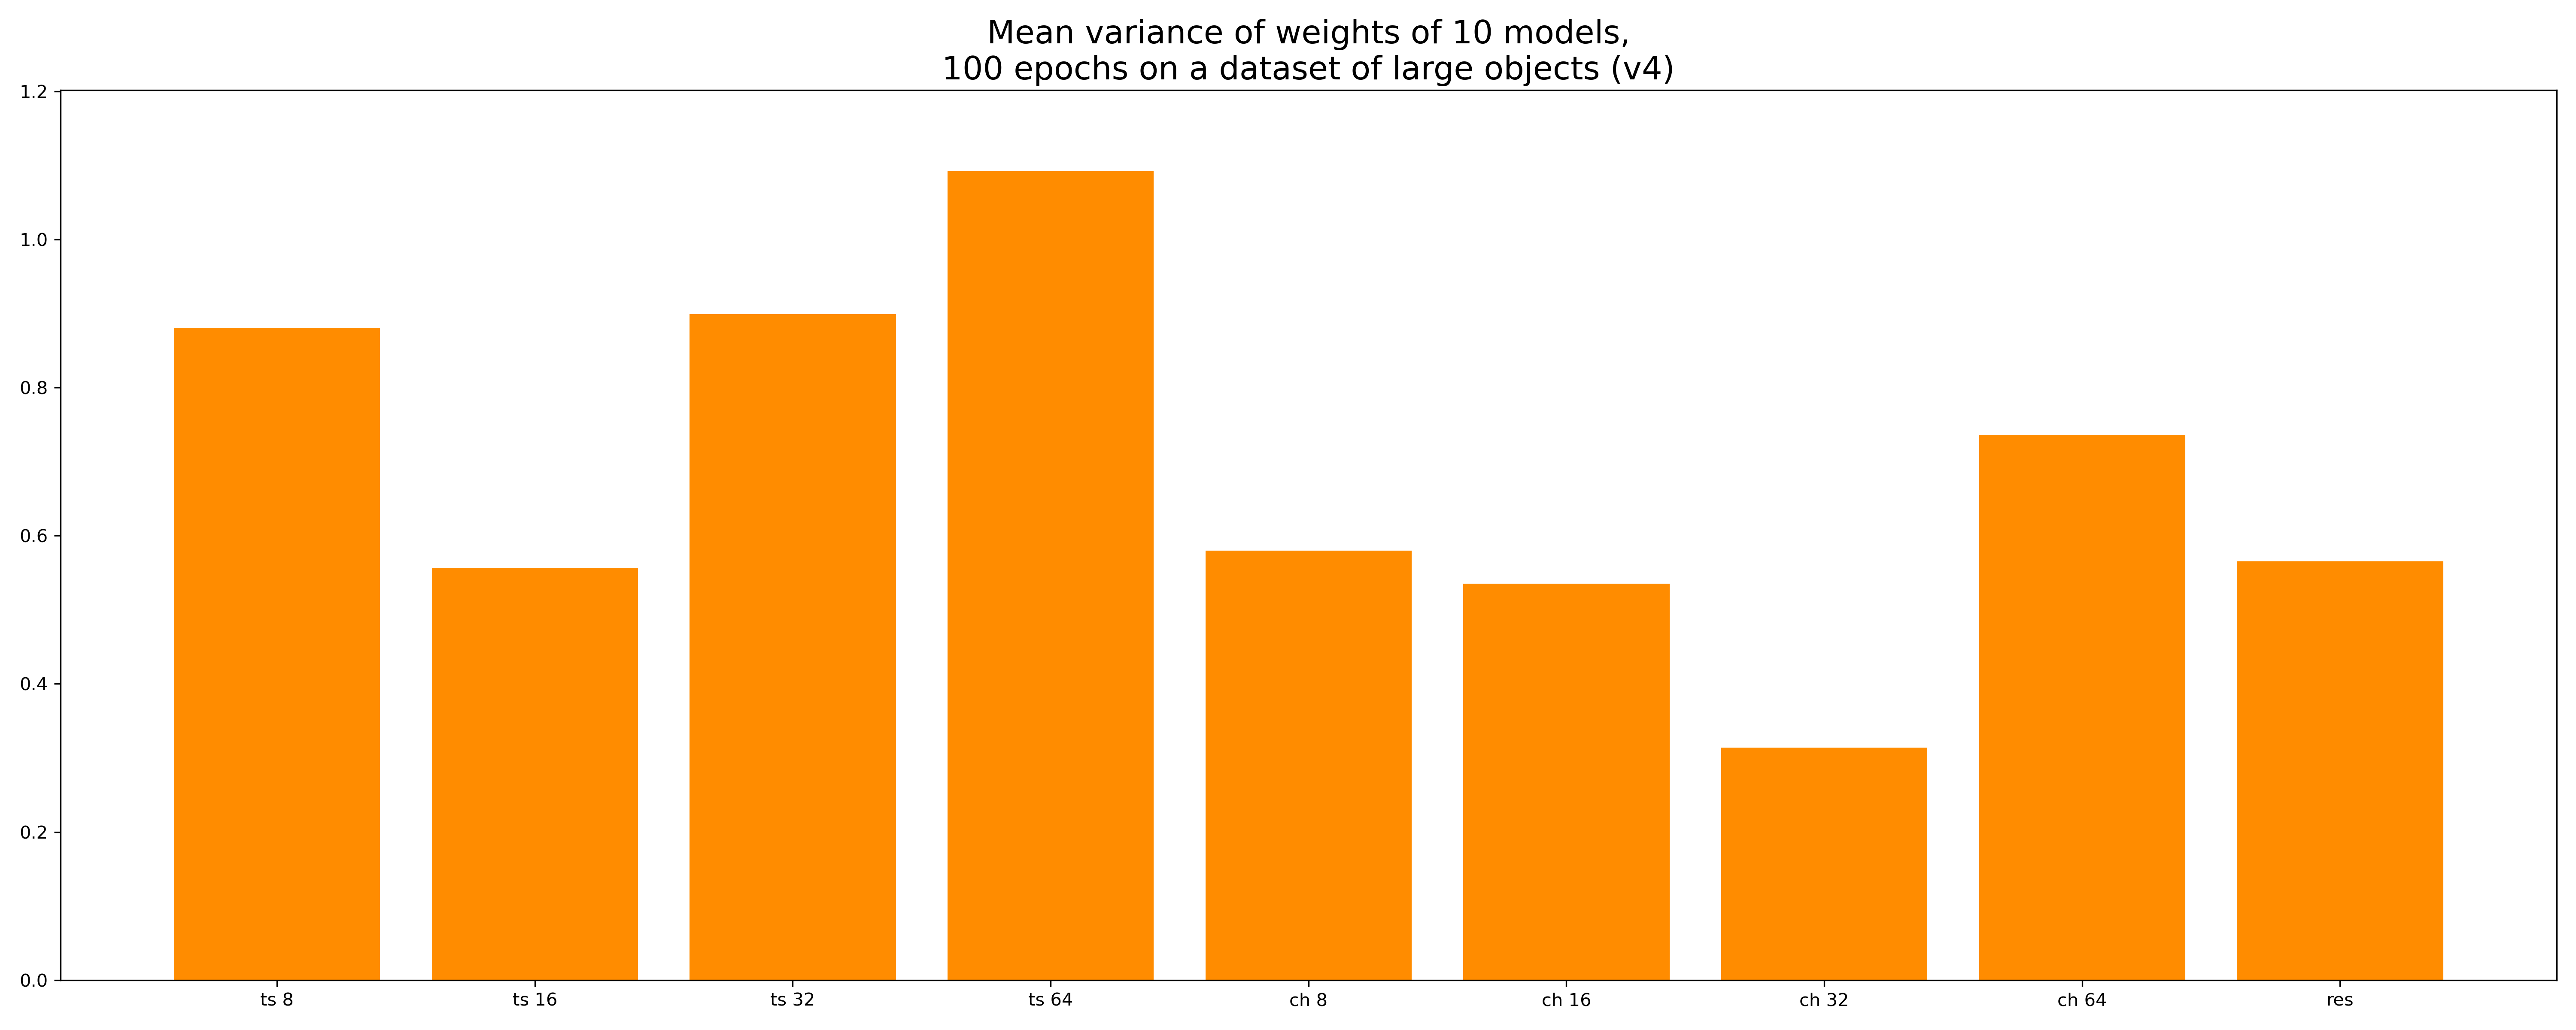 Mean variance of weights of 10 models,
100 epochs on a dataset of large objects (v4)
1.2
1.0
0.8
0.6
0.4
0.2
0.0
ts 8
ts 16
ts 32
ts 64
ch 8
ch 16
ch 32
ch 64
res